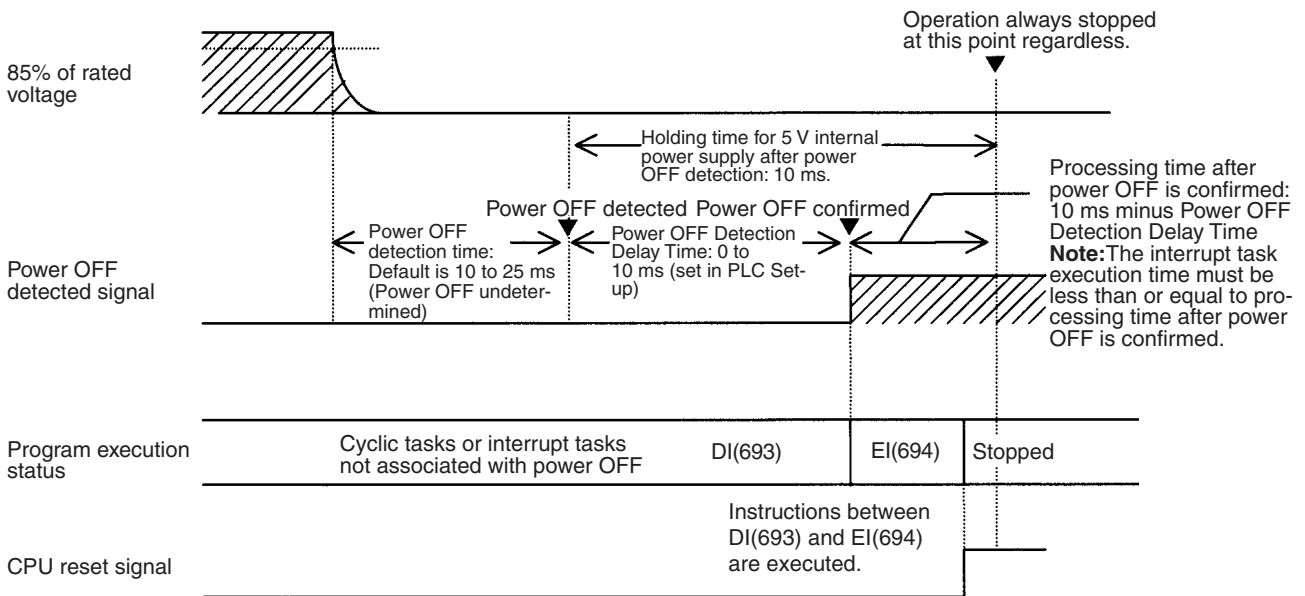 Operation always stopped
at this point regardless.
85% of rated
voltage
Holding time for 5 V internal
power supply after power
OFF detection: 10 ms.
Processing time after
power OFF is confirmed:
10 ms minus Power OFF
Detection Delay Time
Note:The interrupt task
execution time must be
less than or equal to pro-
cessing time after power
OFF is confirmed.
Power OFF detected
Power OFF confirmed
Power OFF
detection time:
Default is 10 to 25 ms
(Power OFF undeter-
mined)
Power OFF Detection
Delay Time: 0 to
10 ms (set in PLC Set-
up)
Power OFF
detected signal
Program execution
status
Cyclic tasks or interrupt tasks
not associated with power OFF
DI(693)
EI(694)
Stopped
Instructions between
DI(693) and EI(694)
are executed.
CPU reset signal